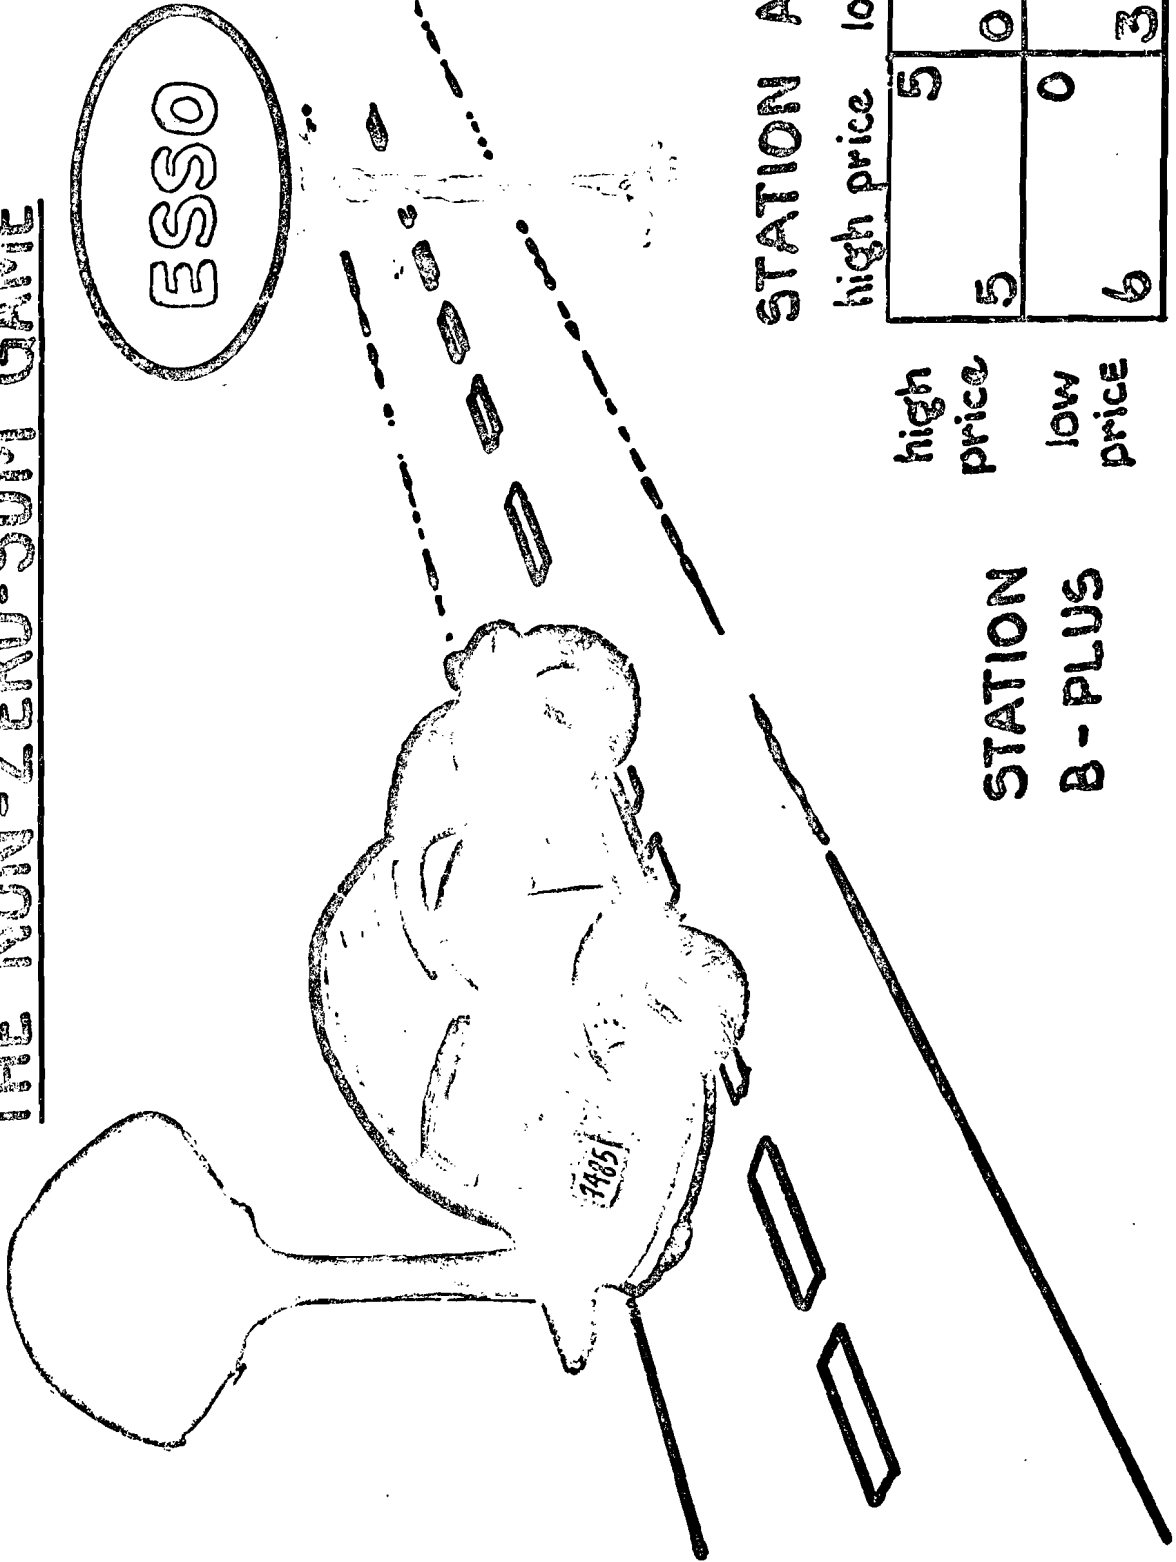 THE NON-ZERO-SUM GAME
ESSO
STATION A
high price lo
high price
5
5 0
low price
0
6 3
STATION
B-PLUS